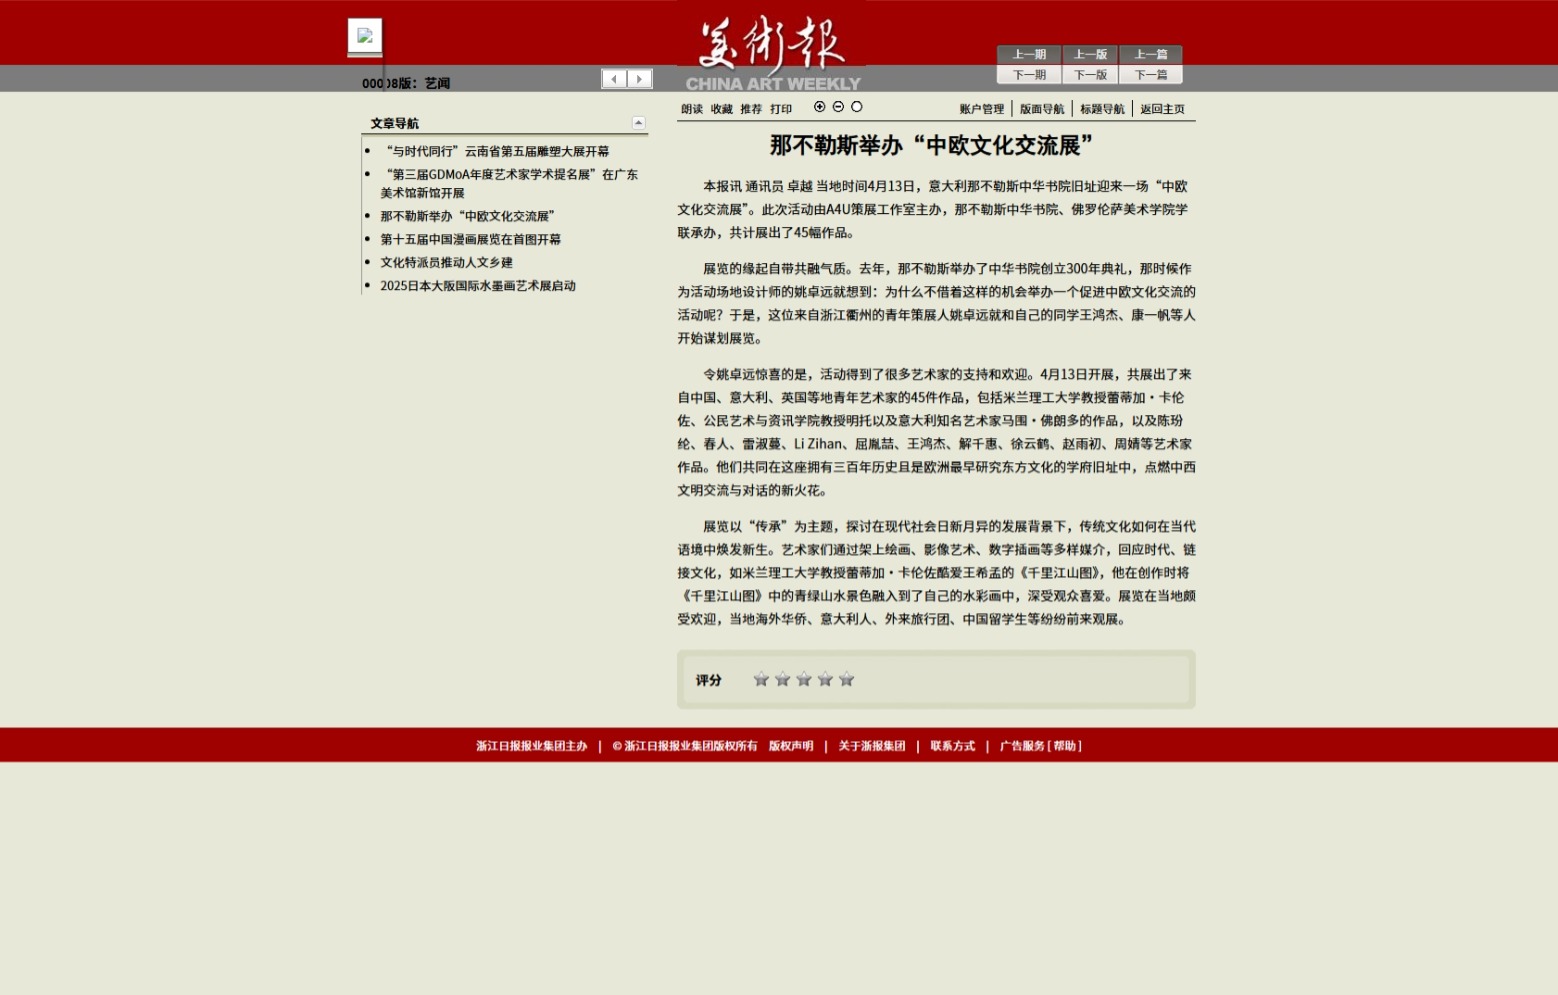 美術報
CHINA ART WEEKLY
上一期 上一版 上一篇
下一期 下一版 下一篇
00008版：艺闻
朗读 收藏 推荐 打印
账户管理 版面导航 标题导航 返回主页
文章导航
“与时代同行”云南省第五届雕塑大展开幕
“第三届GDMoA年度艺术家学术提名展”在广东
美术馆新馆开展
那不勒斯举办“中欧文化交流展”
第十五届中国漫画展览在首图开幕
文化特派员推动人文乡建
2025日本大阪国际水墨画艺术展启动
那不勒斯举办“中欧文化交流展”
本报讯 通讯员 卓越 当地时间4月13日，意大利那不勒斯中华书院旧址迎来一场“中欧
文化交流展”。此次活动由A4U策展工作室主办，那不勒斯中华书院、佛罗伦萨美术学院学
联承办，共计展出了45幅作品。
展览的缘起自带共融气质。去年，那不勒斯举办了中华书院创立300年典礼，那时候作
为活动场地设计师的姚卓远就想到：为什么不借着这样的机会举办一个促进中欧文化交流的
活动呢？于是，这位来自浙江衢州的青年策展人姚卓远就和自己的同学王鸿杰、康一帆等人
开始谋划展览。
令姚卓远惊喜的是，活动得到了很多艺术家的支持和欢迎。4月13日开展，共展出了来
自中国、意大利、英国等地青年艺术家的45件作品，包括米兰理工大学教授蕾蒂加·卡伦
佐、公民艺术与资讯学院教授明托以及意大利知名艺术家马围·佛朗多的作品，以及陈玢
纶、春人、雷淑蔓、Li Zihan、屈胤喆、王鸿杰、解千惠、徐云鹤、赵雨初、周婧等艺术家
作品。他们共同在这座拥有三百年历史且是欧洲最早研究东方文化的学府旧址中，点燃中西
文明交流与对话的新火花。
展览以“传承”为主题，探讨在现代社会日新月异的发展背景下，传统文化如何在当代
语境中焕发新生。艺术家们通过架上绘画、影像艺术、数字插画等多样媒介，回应时代、链
接文化，如米兰理工大学教授蕾蒂加·卡伦佐酷爱王希孟的《千里江山图》，他在创作时将
《千里江山图》中的青绿山水景色融入到了自己的水彩画中，深受观众喜爱。展览在当地颇
受欢迎，当地海外华侨、意大利人、外来旅行团、中国留学生等纷纷前来观展。
评分
浙江日报报业集团主办 | © 浙江日报报业集团版权所有 版权声明 | 关于浙报集团 | 联系方式 | 广告服务 [ 帮助 ]